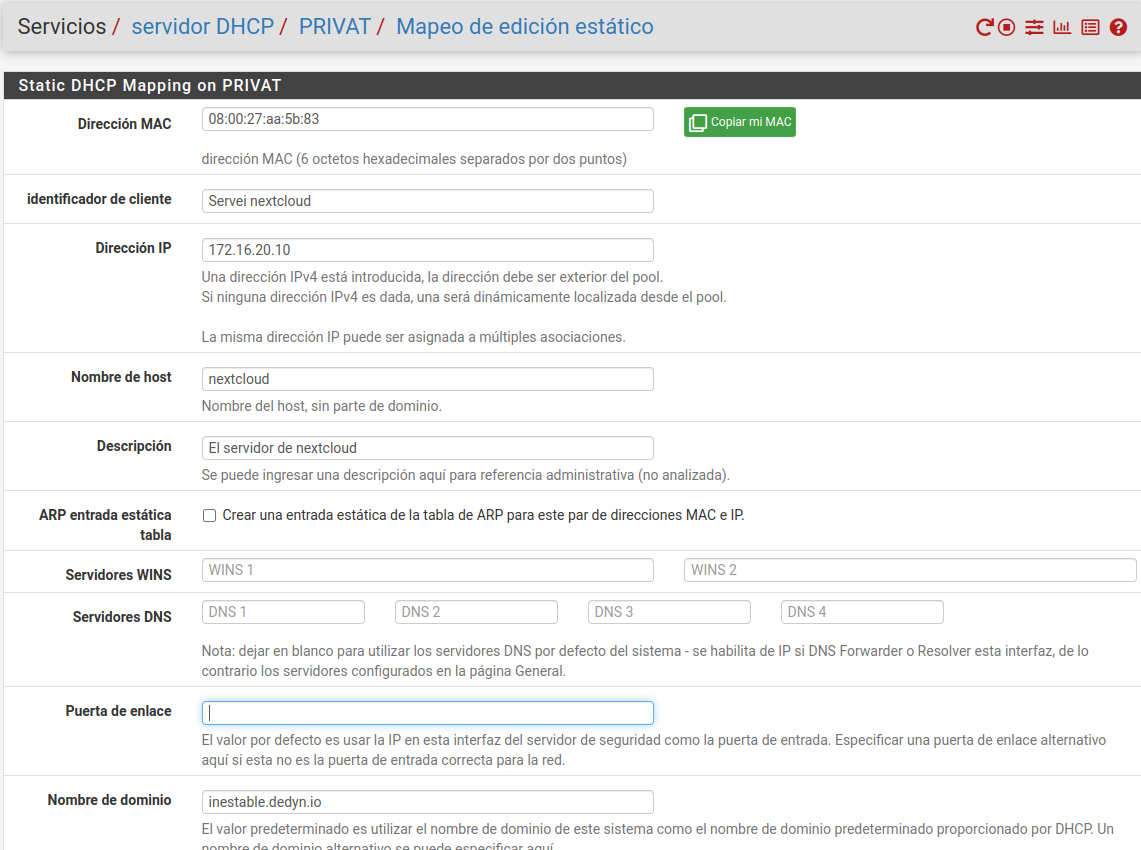 Servicios / servidor DHCP / PRIVAT / Mapeo de edición estático
Static DHCP Mapping on PRIVAT
Dirección MAC
08:00:27:aa:5b:83
Copiar mi MAC
dirección MAC (6 octetos hexadecimales separados por dos puntos)
identificador de cliente
Servei nextcloud
Dirección IP
172.16.20.10
Una dirección IPv4 está introducida, la dirección debe ser exterior del pool.
Si ninguna dirección IPv4 es dada, una será dinámicamente localizada desde el pool.
La misma dirección IP puede ser asignada a múltiples asociaciones.
Nombre de host
nextcloud
Nombre del host, sin parte de dominio.
Descripción
El servidor de nextcloud
Se puede ingresar una descripción aquí para referencia administrativa (no analizada).
ARP entrada estática
tabla
Crear una entrada estática de la tabla de ARP para este par de direcciones MAC e IP.
Servidores WINS
WINS 1
WINS 2
Servidores DNS
DNS 1
DNS 2
DNS 3
DNS 4
Nota: dejar en blanco para utilizar los servidores DNS por defecto del sistema - se habilita de IP si DNS Forwarder o Resolver esta interfaz, de lo
contrario los servidores configurados en la página General.
Puerta de enlace
El valor por defecto es usar la IP en esta interfaz del servidor de seguridad como la puerta de entrada. Especificar una puerta de enlace alternativo
aquí si esta no es la puerta de entrada correcta para la red.
Nombre de dominio
inestable.dedyn.io
El valor predeterminado es utilizar el nombre de dominio de este sistema como el nombre de dominio predeterminado proporcionado por DHCP. Un
nombre de dominio alternativo se puede especificar aquí